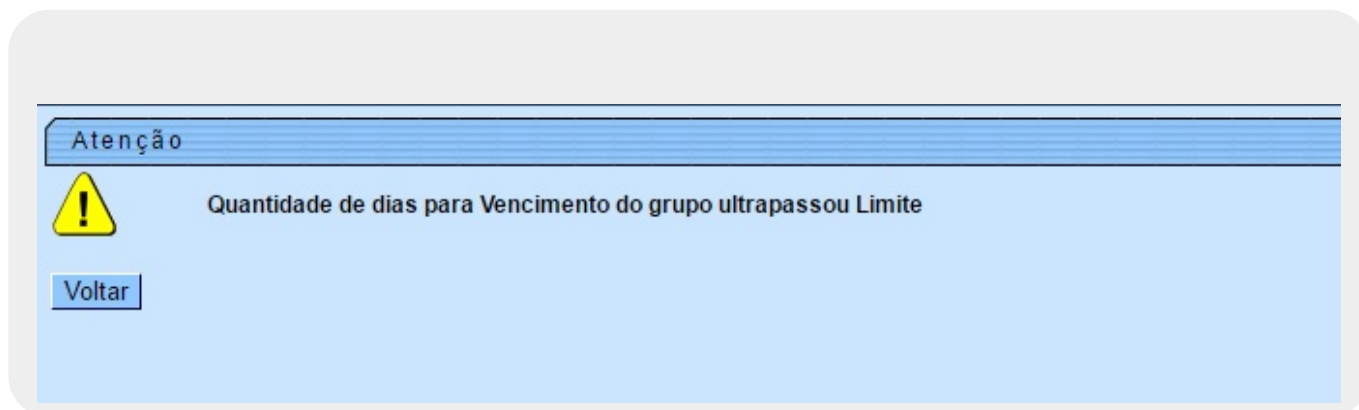 Atenção
Quantidade de dias para Vencimento do grupo ultrapassou Limite
Voltar